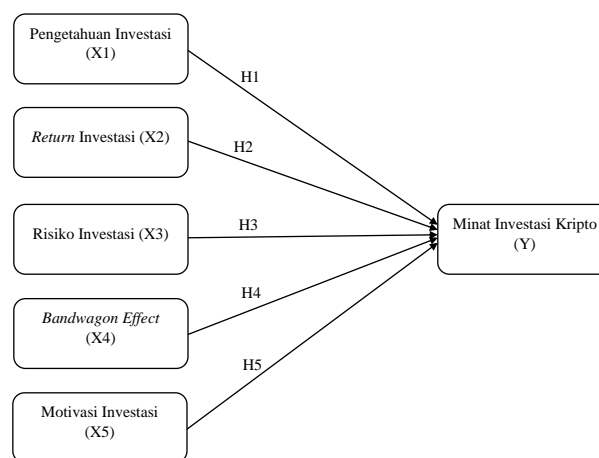 Pengetahuan Investasi
(X1)
H1
Return Investasi (X2)
H2
Risiko Investasi (X3)
H3
Minat Investasi Kripto
(Y)
Bandwagon Effect
(X4)
H4
Motivasi Investasi
(X5)
H5